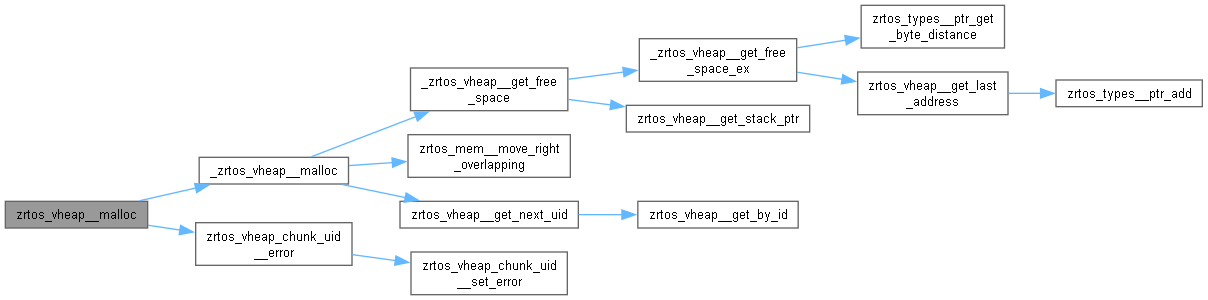 zrtos_vheap__malloc
_zrtos_vheap__malloc
zrtos_vheap_chunk_uid
__error
_zrtos_vheap__get_free
_space
zrtos_mem__move_right
_overlapping
zrtos_vheap__get_next_uid
zrtos_vheap_chunk_uid
__set_error
_zrtos_vheap__get_free
_space_ex
zrtos_vheap__get_stack_ptr
zrtos_vheap__get_by_id
zrtos_types__ptr_get
_byte_distance
zrtos_vheap__get_last
_address
zrtos_types__ptr_add